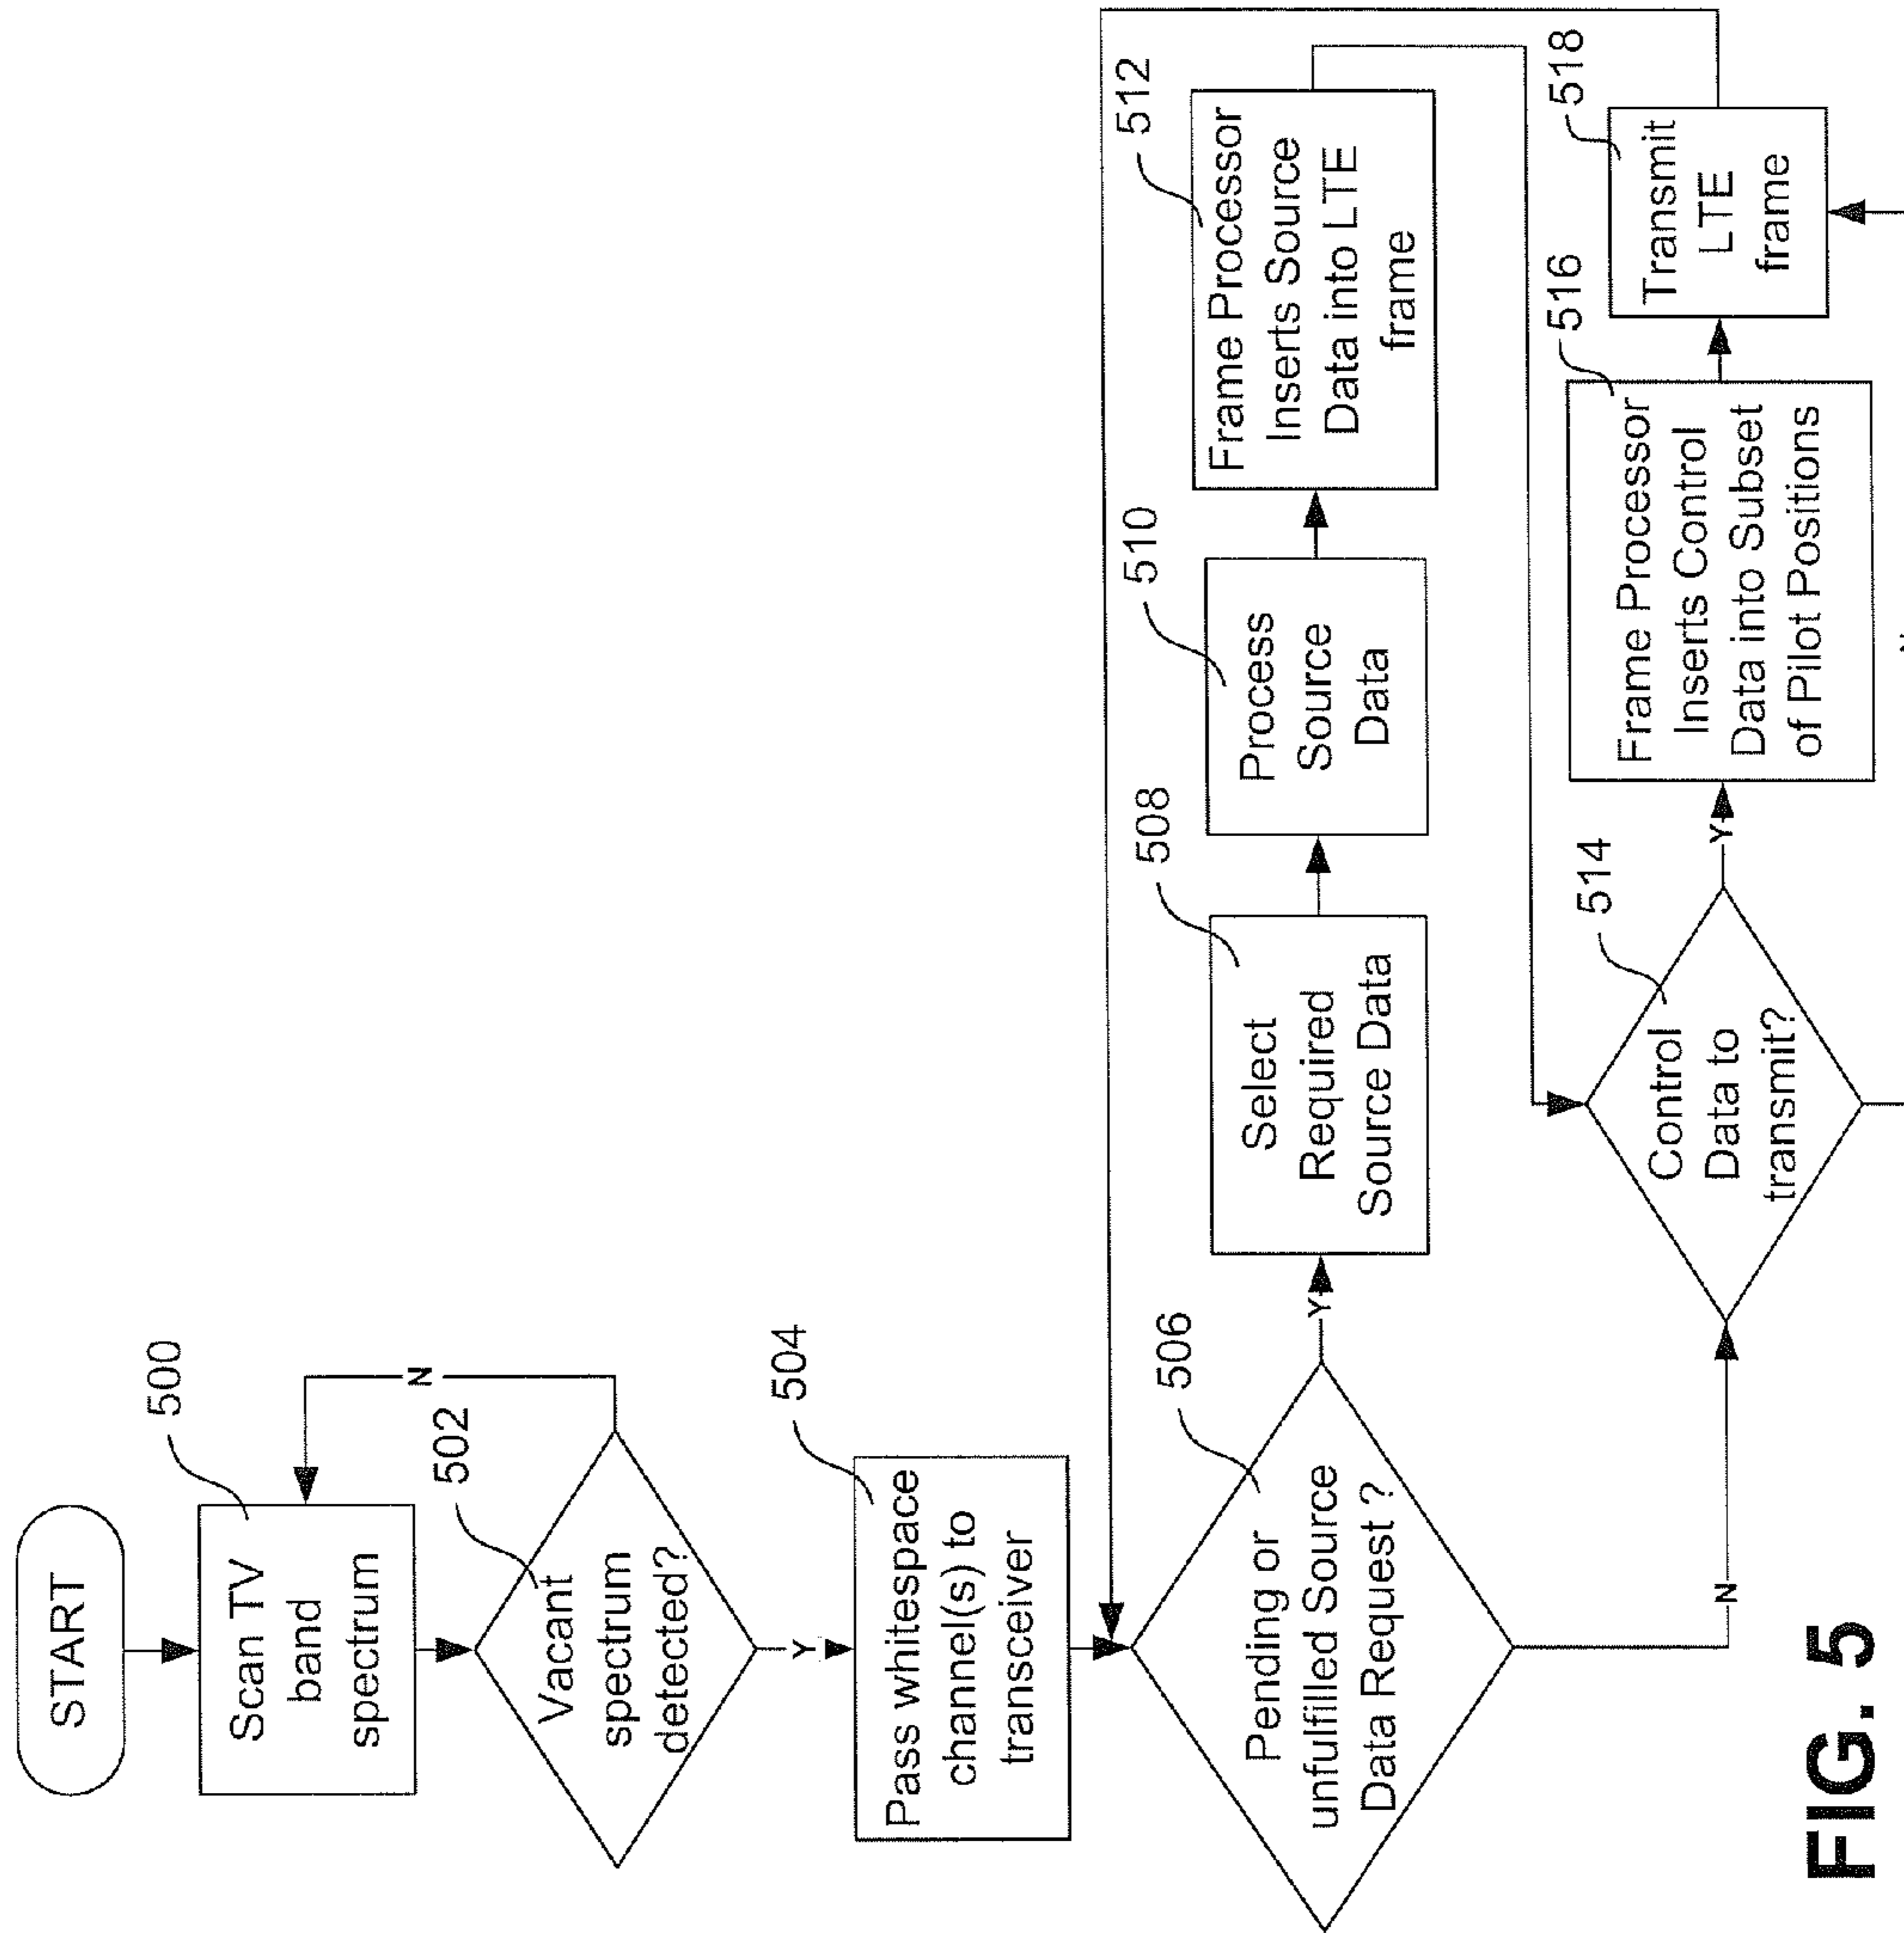 START
500
Scan TV
band
spectrum
502
Vacant
spectrum
detected?
N
Y
504
Pass whitespace
channel(s) to
transceiver
506
Pending or
unfulfilled Source
Data Request ?
Y
N
508
Select
Required
Source Data
510
Process
Source
Data
512
Frame Processor
Inserts Source
Data into LTE
frame
514
Control
Data to
transmit?
Y
516
Frame Processor
Inserts Control
Data into Subset
of Pilot Positions
518
Transmit
LTE
frame
FIG. 5